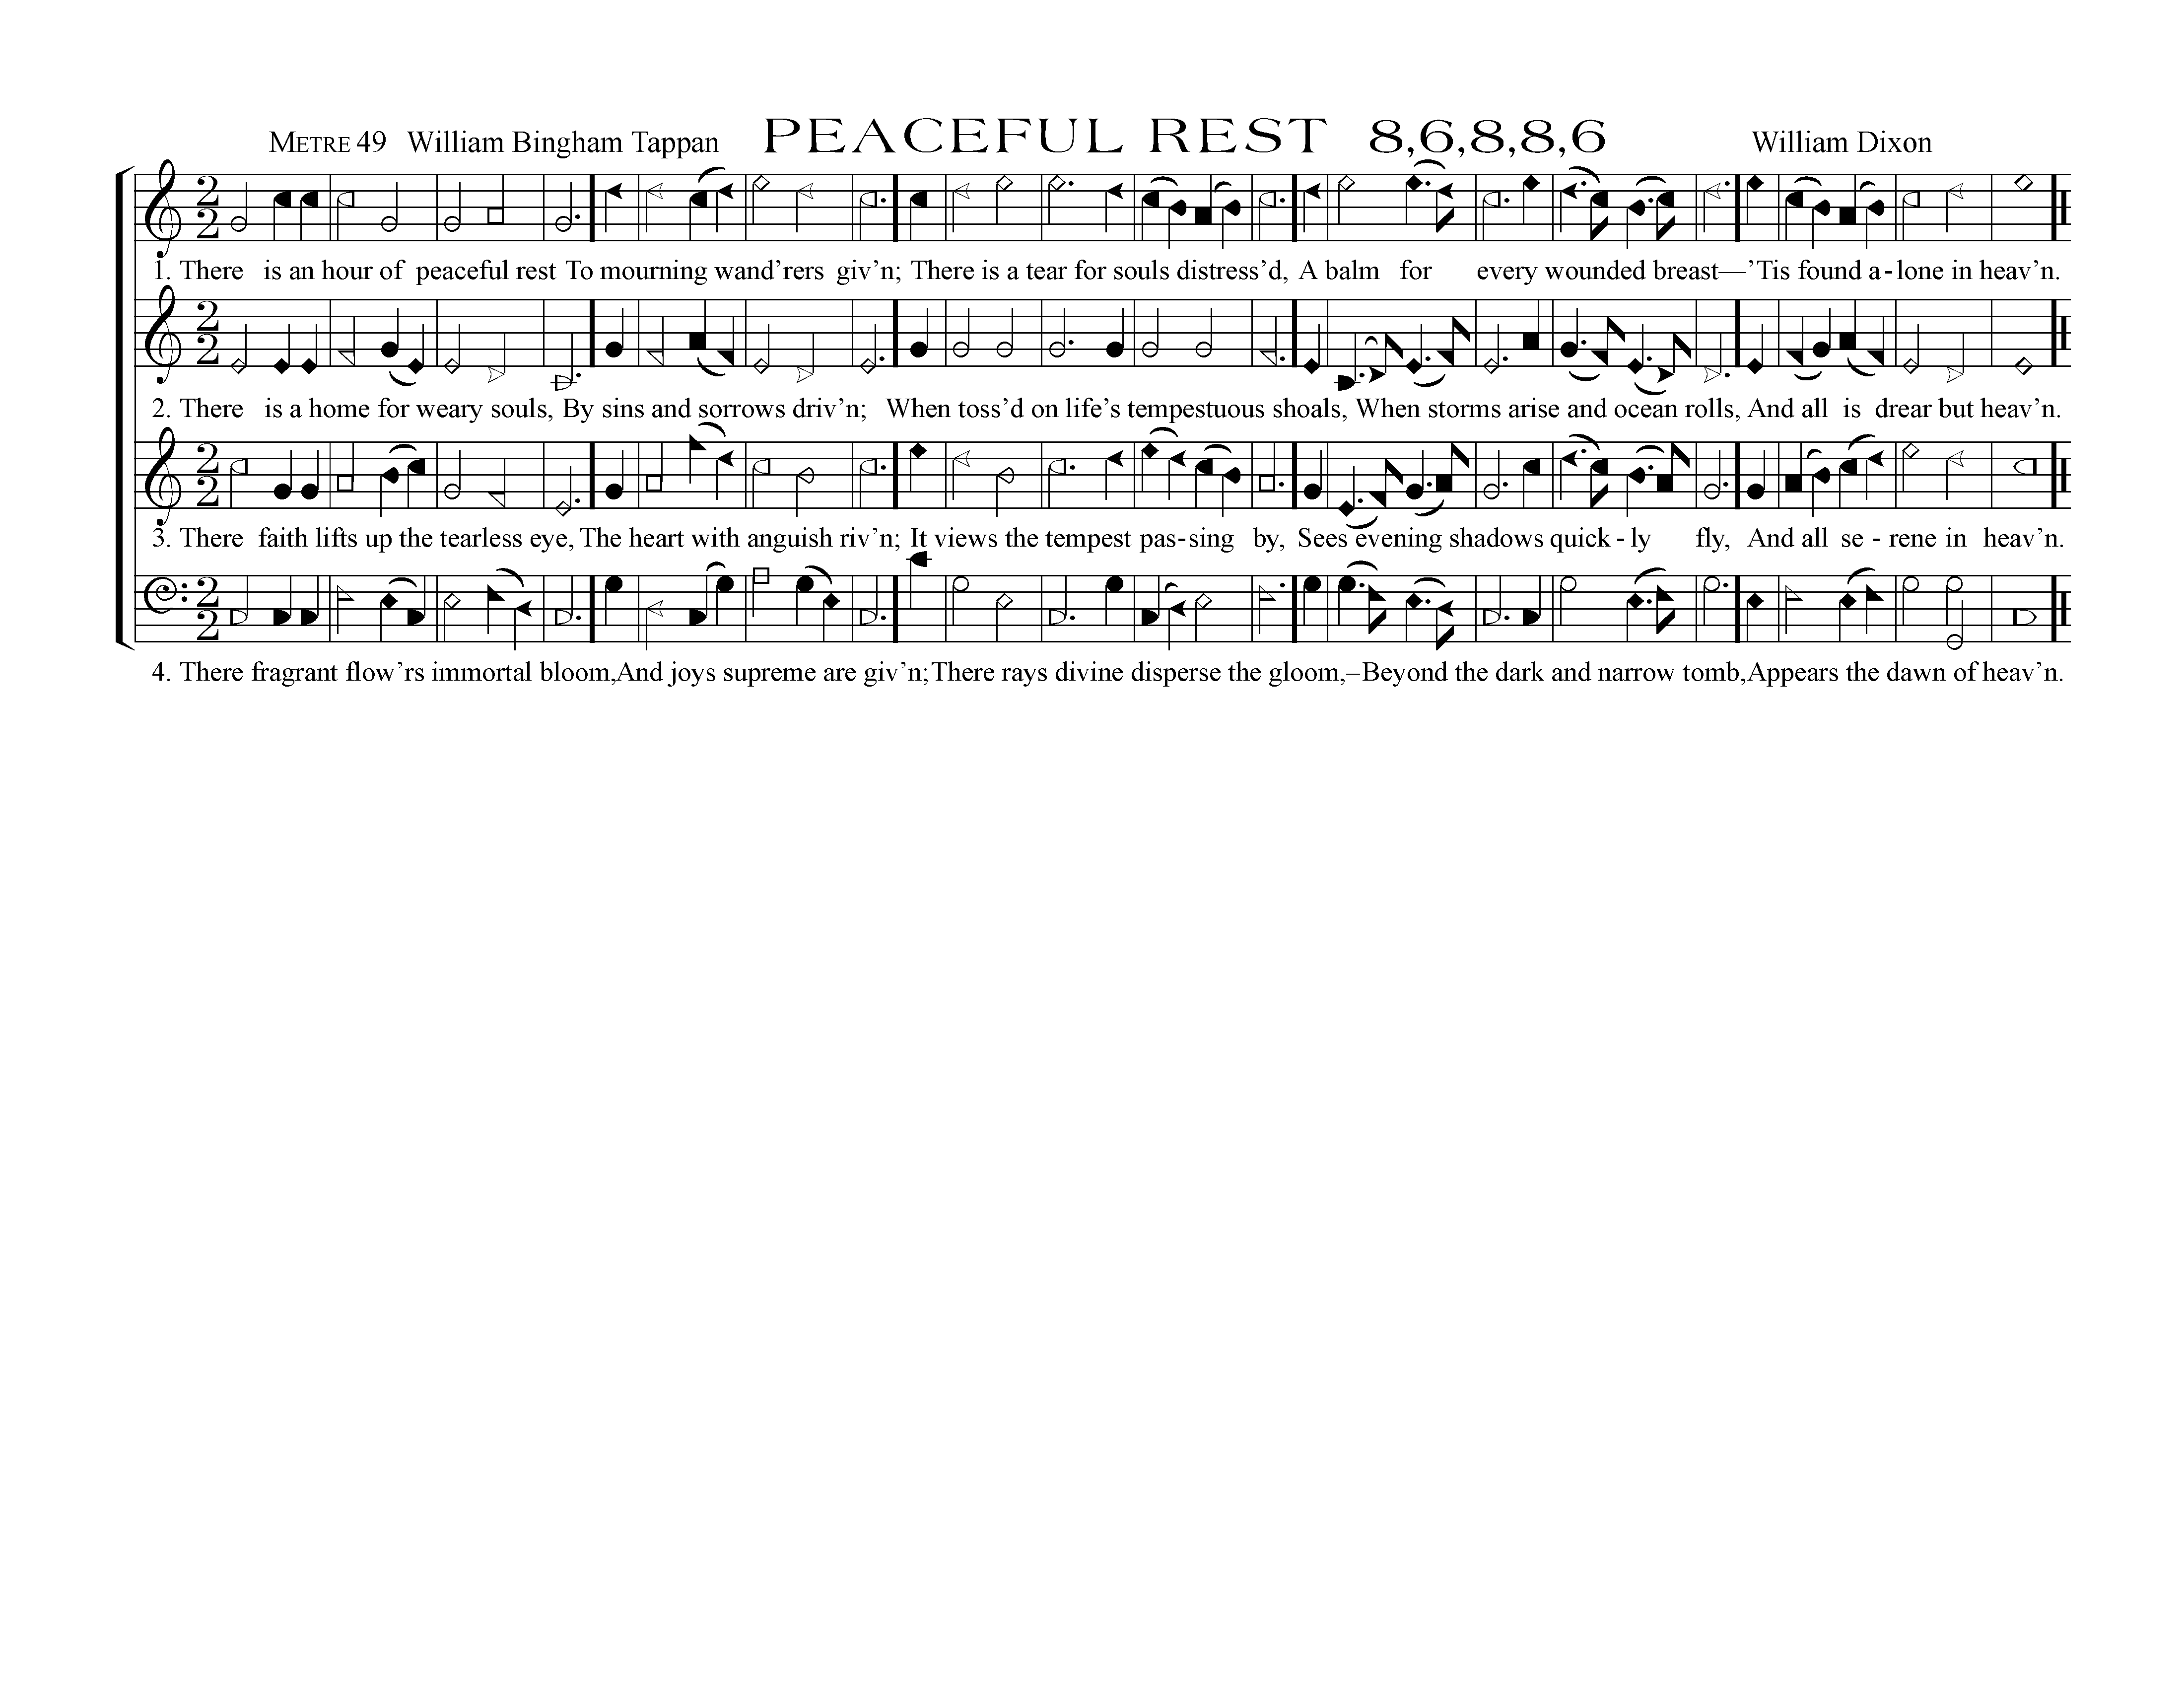 METRE 49 William Bingham Tappan PEACEFUL REST 8,6,8,8,6 William Dixon
2 2
1. There is an hour of peaceful rest To mourning wand’rers giv’n; There is a tear for souls distress’d, A balm for every wounded breast—’Tis found a-lone in heav’n.
2 2
2. There is a home for weary souls, By sins and sorrows driv’n; When toss’d on life’s tempestuous shoals, When storms arise and ocean rolls, And all is drear but heav’n.
2 2
3. There faith lifts up the tearless eye, The heart with anguish riv’n; It views the tempest pas-sing by, Sees evening shadows quick-ly fly, And all se-rene in heav’n.
2 2
4. There fragrant flow’rs immortal bloom,And joys supreme are giv’n;There rays divine disperse the gloom,–Beyond the dark and narrow tomb,Appears the dawn of heav’n.